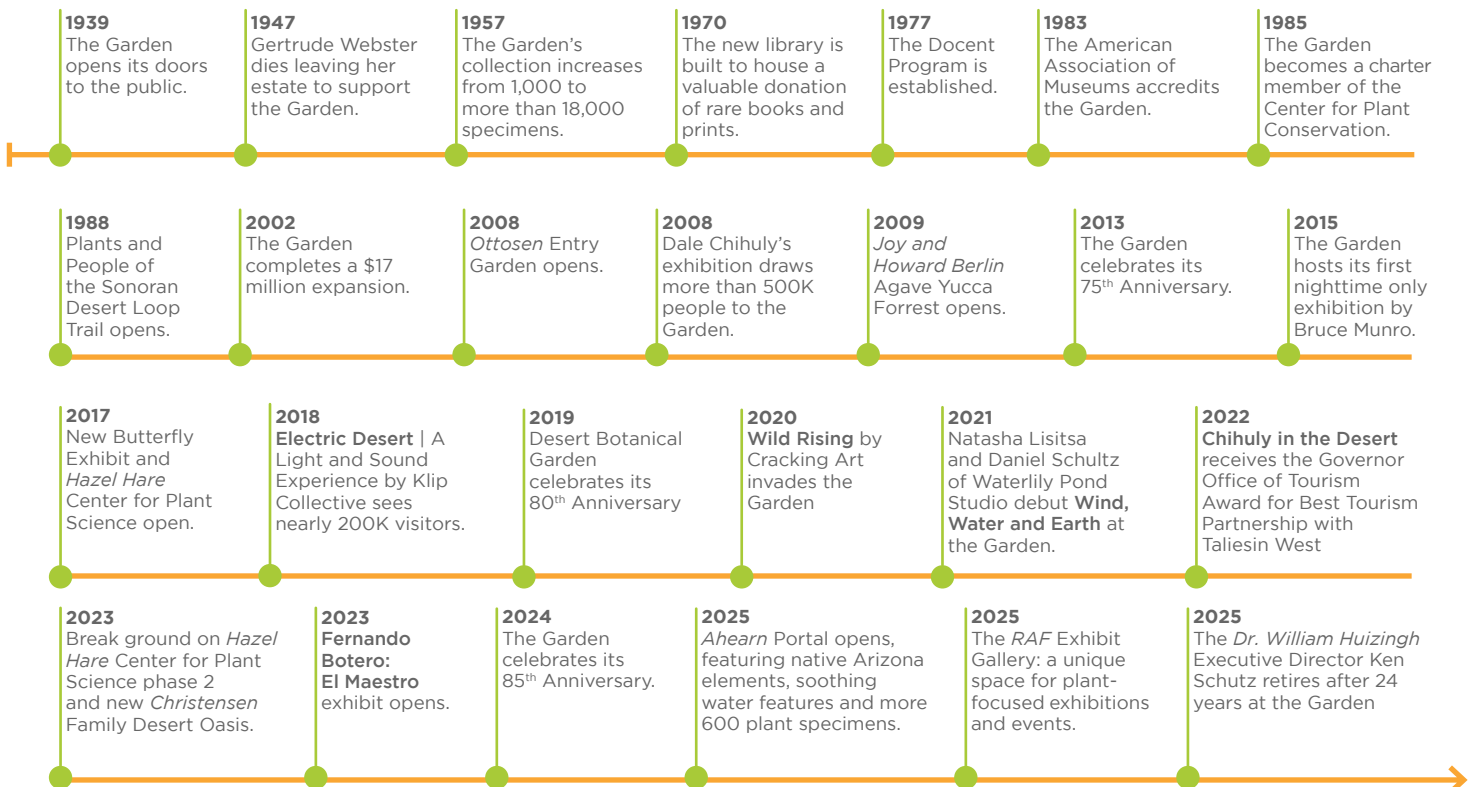 1939
The Garden
opens its doors
to the public.
1947
Gertrude Webster
dies leaving her
estate to support
the Garden.
1957
The Garden’s
collection increases
from 1,000 to
more than 18,000
specimens.
1970
The new library is
built to house a
valuable donation
of rare books and
prints.
1977
The Docent
Program is
established.
1983
The American
Association of
Museums accredits
the Garden.
1985
The Garden
becomes a charter
member of the
Center for Plant
Conservation.
1988
Plants and
People of
the Sonoran
Desert Loop
Trail opens.
2002
The Garden
completes a $17
million expansion.
2008
Ottosen Entry
Garden opens.
2008
Dale Chihuly’s
exhibition draws
more than 500K
people to the
Garden.
2009
Joy and
Howard Berlin
Agave Yucca
Forrest opens.
2013
The Garden
celebrates its
75th Anniversary.
2015
The Garden
hosts its first
nighttime only
exhibition by
Bruce Munro.
2017
New Butterfly
Exhibit and
Hazel Hare
Center for Plant
Science open.
2018
Electric Desert | A
Light and Sound
Experience by Klip
Collective sees
nearly 200K visitors.
2019
Desert Botanical
Garden
celebrates its
80th Anniversary
2020
Wild Rising by
Cracking Art
invades the
Garden
2021
Natasha Lisitsa
and Daniel Schultz
of Waterlily Pond
Studio debut Wind,
Water and Earth at
the Garden.
2022
Chihuly in the Desert
receives the Governor
Office of Tourism
Award for Best Tourism
Partnership with
Taliesin West
2023
Break ground on Hazel
Hare Center for Plant
Science phase 2
and new Christensen
Family Desert Oasis.
2023
Fernando
Botero:
El Maestro
exhibit opens.
2024
The Garden
celebrates its
85th Anniversary.
2025
Ahearn Portal opens,
featuring native Arizona
elements, soothing
water features and more
600 plant specimens.
2025
The RAF Exhibit
Gallery: a unique
space for plant-
focused exhibitions
and events.
2025
The Dr. William Huizingh
Executive Director Ken
Schutz retires after 24
years at the Garden